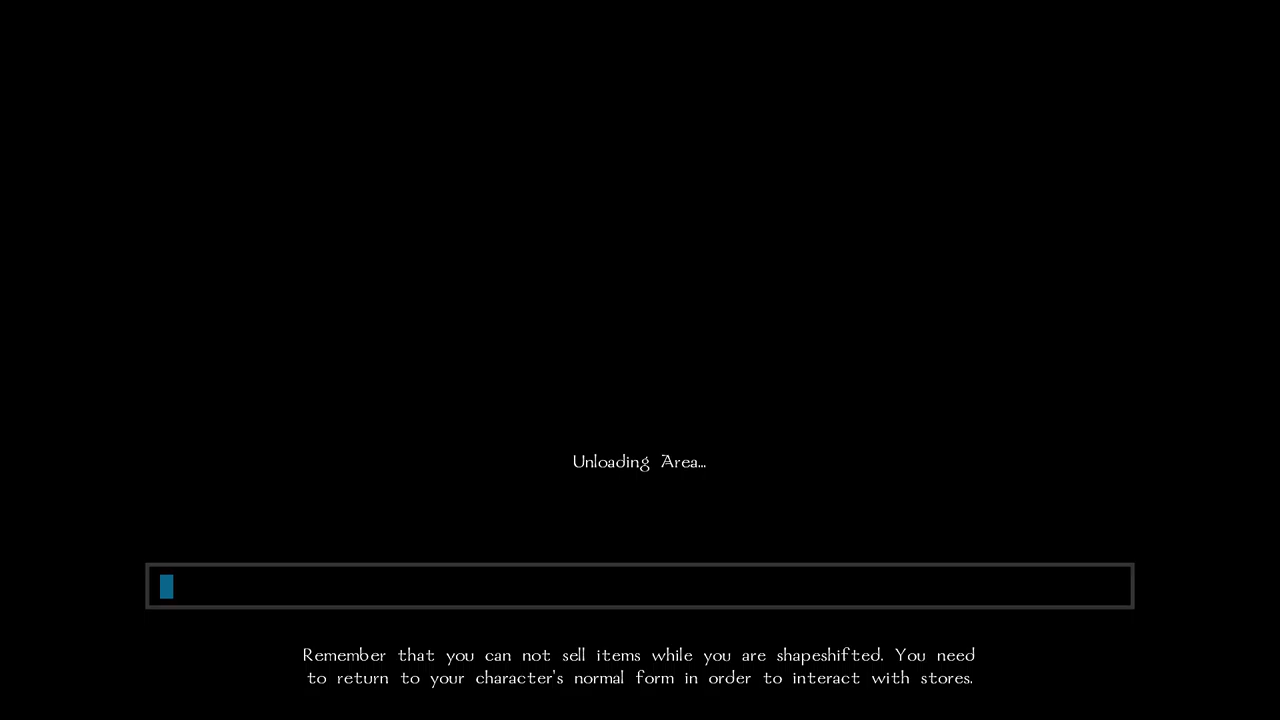 Unloading Area...
Remember that you can not sell items while you are shapeshifted. You need
to return to your character's normal form in order to interact with stores.